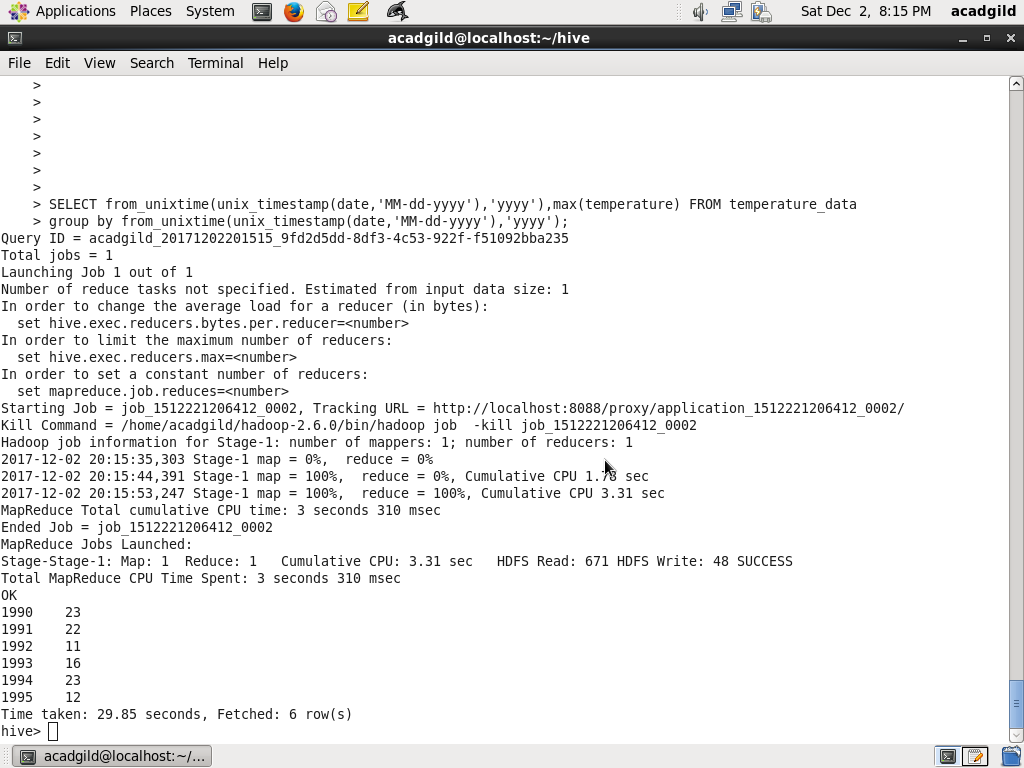 Applications Places System Sat Dec 2, 8:15 PM acadgild
acadgild@localhost:~/hive
File Edit View Search Terminal Help
>
>
>
>
>
>
>
> SELECT from_unixtime(unix_timestamp(date,'MM-dd-yyyy'),'yyyy'),max(temperature) FROM temperature_data
> group by from_unixtime(unix_timestamp(date,'MM-dd-yyyy'),'yyyy');
Query ID = acadgild_20171202201515_9fd2d5dd-8df3-4c53-922f-f51092bba235
Total jobs = 1
Launching Job 1 out of 1
Number of reduce tasks not specified. Estimated from input data size: 1
In order to change the average load for a reducer (in bytes):
  set hive.exec.reducers.bytes.per.reducer=<number>
In order to limit the maximum number of reducers:
  set hive.exec.reducers.max=<number>
In order to set a constant number of reducers:
  set mapreduce.job.reduces=<number>
Starting Job = job_1512221206412_0002, Tracking URL = http://localhost:8088/proxy/application_1512221206412_0002/
Kill Command = /home/acadgild/hadoop-2.6.0/bin/hadoop job  -kill job_1512221206412_0002
Hadoop job information for Stage-1: number of mappers: 1; number of reducers: 1
2017-12-02 20:15:35,303 Stage-1 map = 0%,  reduce = 0%
2017-12-02 20:15:44,391 Stage-1 map = 100%,  reduce = 0%, Cumulative CPU 1.78 sec
2017-12-02 20:15:53,247 Stage-1 map = 100%,  reduce = 100%, Cumulative CPU 3.31 sec
MapReduce Total cumulative CPU time: 3 seconds 310 msec
Ended Job = job_1512221206412_0002
MapReduce Jobs Launched:
Stage-Stage-1: Map: 1  Reduce: 1   Cumulative CPU: 3.31 sec   HDFS Read: 671 HDFS Write: 48 SUCCESS
Total MapReduce CPU Time Spent: 3 seconds 310 msec
OK
1990    23
1991    22
1992    11
1993    16
1994    23
1995    12
Time taken: 29.85 seconds, Fetched: 6 row(s)
hive>
acadgild@localhost:~/...